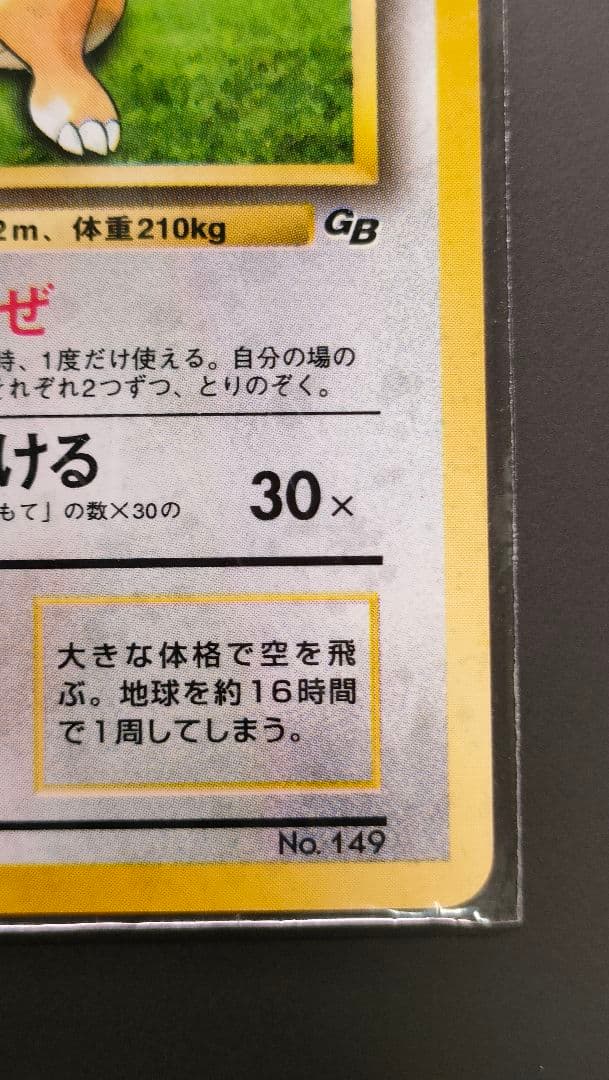 2m、体重210kg
GB
ぜ
時、1度だけ使える。自分の場の
それぞれ2つずつ、とりのぞく。
ける
もて」の数×30の
30×
大きな体格で空を飛
ぶ。地球を約16時間
で1周してしまう。
No. 149